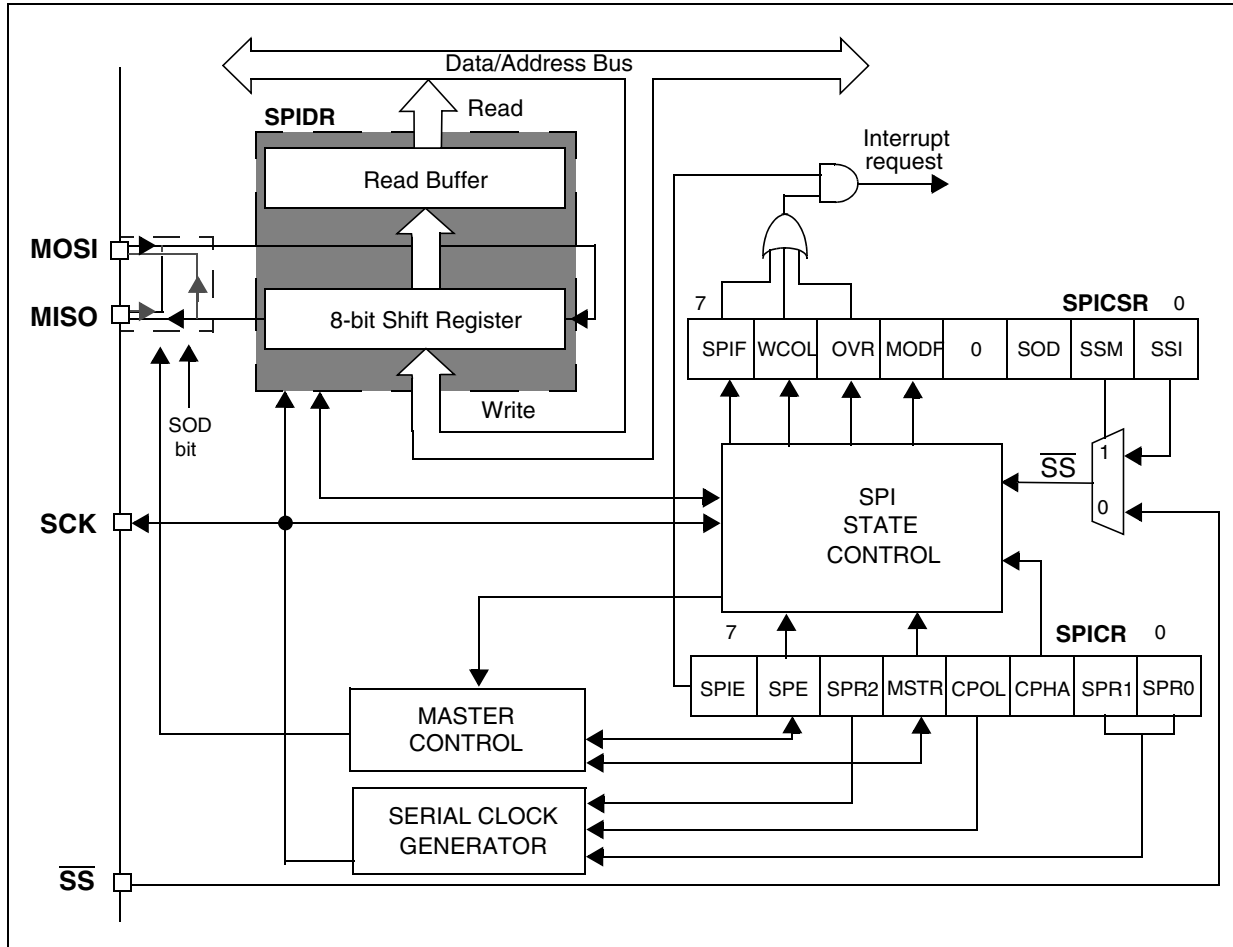 Data/Address Bus
SPIDR
Read
Read Buffer
Interrupt
request
MOSI
MISO
8-bit Shift Register
Write
SOD
bit
7
SPICSR
0
SPIF
WCOL
OVR
MODF
0
SOD
SSM
SSI
1
0
SS
SCK
SPI
STATE
CONTROL
7
SPICR
0
SPIE
SPE
SPR2
MSTR
CPOL
CPHA
SPR1
SPR0
MASTER
CONTROL
SERIAL CLOCK
GENERATOR
SS